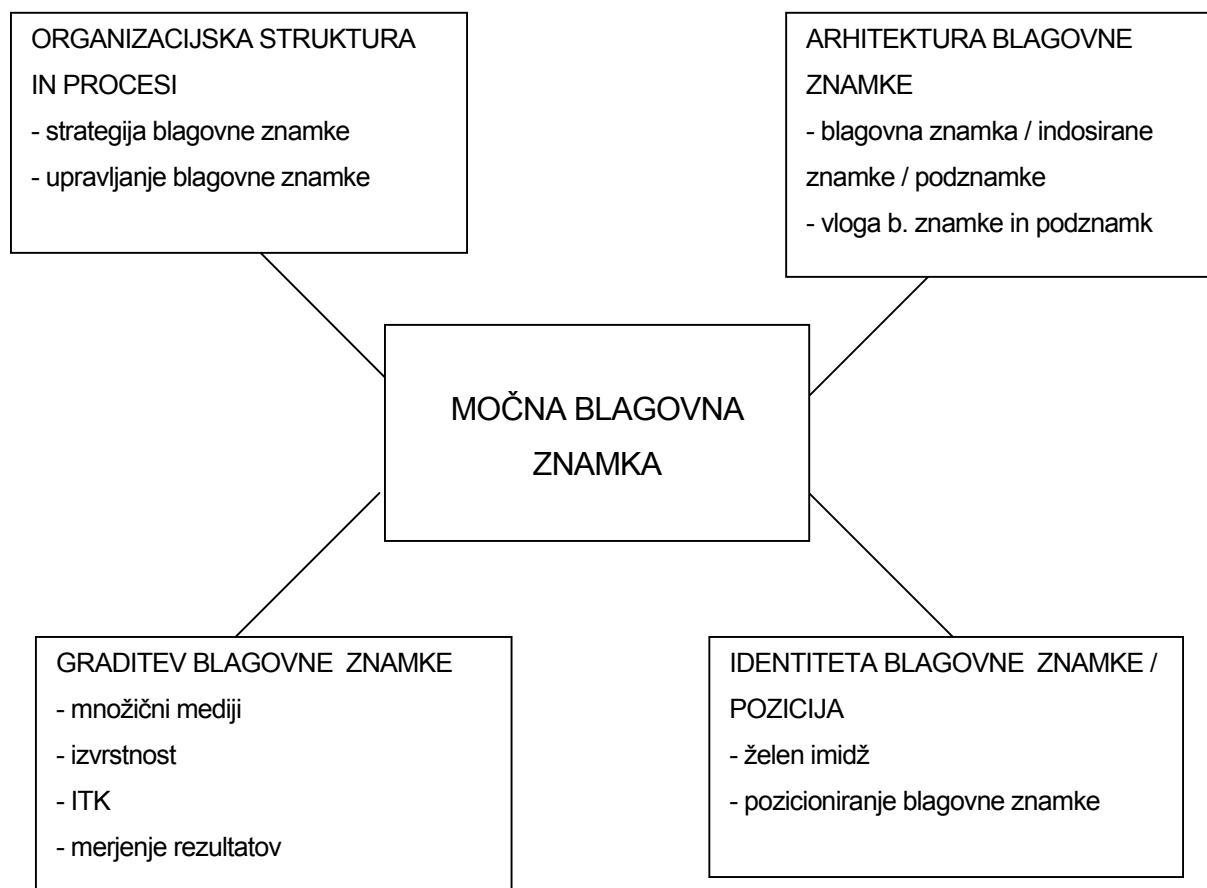 ORGANIZACIJSKA STRUKTURA
IN PROCESI
- strategija blagovne znamke
- upravljanje blagovne znamke
ARHITEKTURA BLAGOVNE
ZNAMKE
- blagovna znamka / indosirane
znamke / podznamke
- vloga b. znamke in podznamk
MOČNA BLAGOVNA
ZNAMKA
GRADITEV BLAGOVNE ZNAMKE
- množični mediji
- izvrstnost
- ITK
- merjenje rezultatov
IDENTITETA BLAGOVNE ZNAMKE /
POZICIJA
- želen imidž
- pozicioniranje blagovne znamke